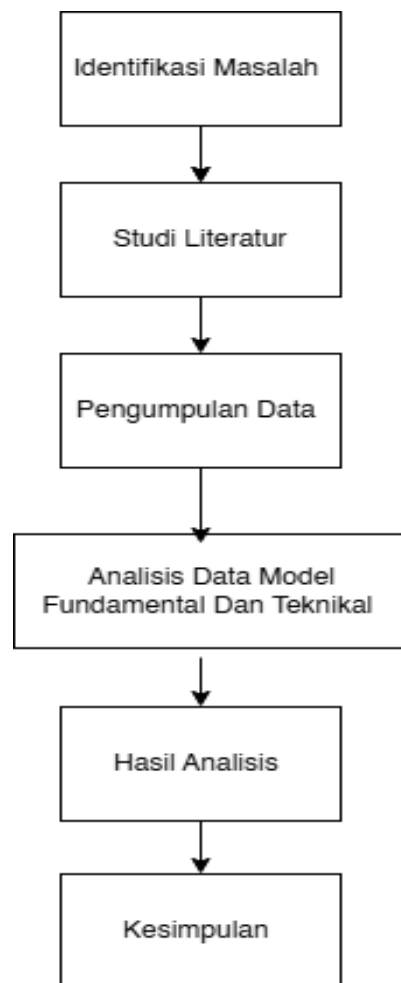 Identifikasi Masalah
Studi Literatur
Pengumpulan Data
Analisis Data Model
Fundamental Dan Teknikal
Hasil Analisis
Kesimpulan